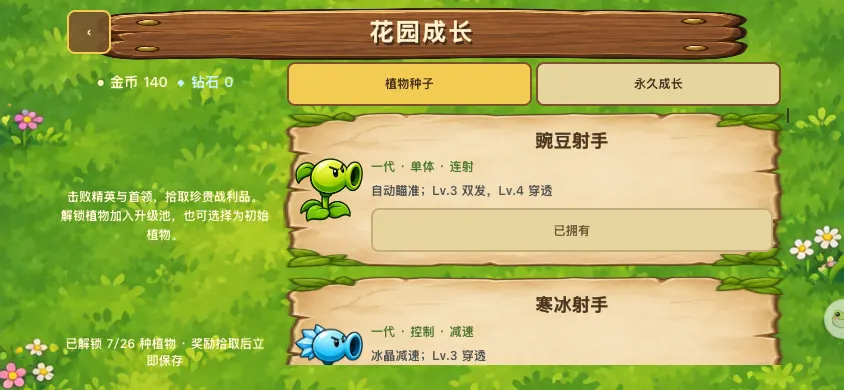 ‹
花园成长
● 金币 140 ◆ 钻石 0
植物种子
永久成长
豌豆射手
一代 · 单体 · 连射
自动瞄准；Lv.3 双发，Lv.4 穿透
已拥有
击败精英与首领，拾取珍贵战利品。
解锁植物加入升级池，也可选择为初始
植物。
寒冰射手
一代 · 控制 · 减速
冰晶减速；Lv.3 穿透
已解锁 7/26 种植物 · 奖励拾取后立
即保存